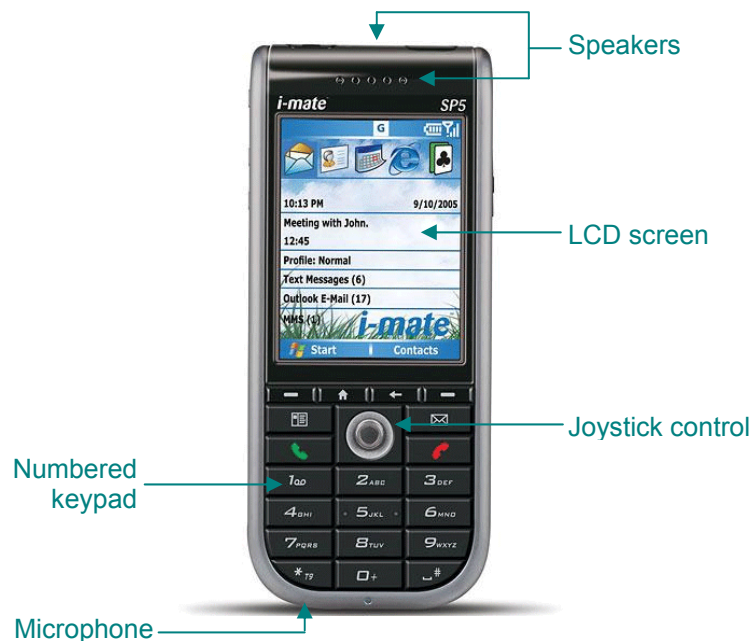 Speakers
i-mate SP5
G
10:13 PM 9/10/2005
Meeting with John.
12:45
Profile: Normal
Text Messages (6)
Outlook E-Mail (17)
MMS (1)
i-mate
Start Contacts
LCD screen
Joystick control
Numbered
keypad
1
2ABC
3DEF
4GHI
5JKL
6MNO
7PQRS
8TUV
9WXYZ
*T9
0+
#
Microphone